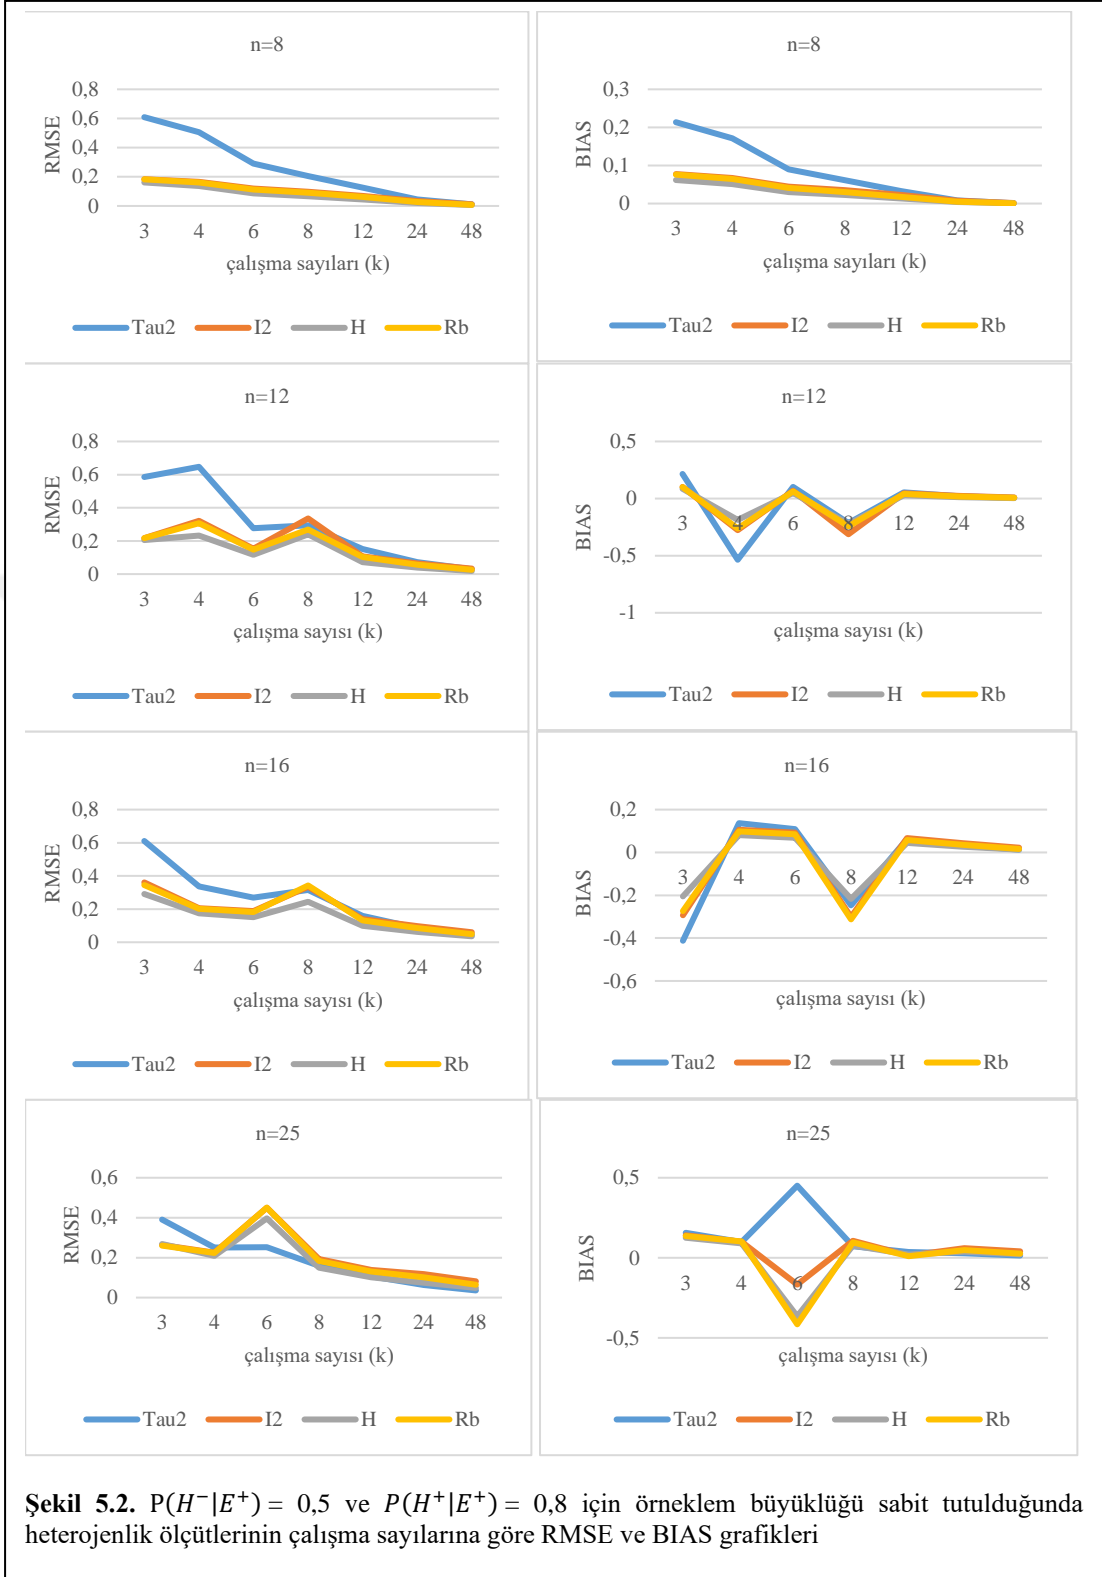 n=8
0,8
0,6
0,4
0,2
0
RMSE
3 4 6 8 12 24 48
çalışma sayıları (k)
Tau2 I2 H Rb
n=8
0,3
0,2
0,1
0
BIAS
3 4 6 8 12 24 48
çalışma sayıları (k)
Tau2 I2 H Rb
n=12
0,8
0,6
0,4
0,2
0
RMSE
3 4 6 8 12 24 48
çalışma sayısı (k)
Tau2 I2 H Rb
n=12
0,5
0
-0,5
-1
BIAS
3 4 6 8 12 24 48
çalışma sayısı (k)
Tau2 I2 H Rb
n=16
0,8
0,6
0,4
0,2
0
RMSE
3 4 6 8 12 24 48
çalışma sayısı (k)
Tau2 I2 H Rb
n=16
0,2
0
-0,2
-0,4
-0,6
BIAS
3 4 6 8 12 24 48
çalışma sayısı (k)
Tau2 I2 H Rb
n=25
0,6
0,4
0,2
0
RMSE
3 4 6 8 12 24 48
çalışma sayısı (k)
Tau2 I2 H Rb
n=25
0,5
0
-0,5
BIAS
3 4 6 8 12 24 48
çalışma sayısı (k)
Tau2 I2 H Rb
Şekil 5.2. P(H⁻|E⁺) = 0,5 ve P(H⁺|E⁺) = 0,8 için örneklem büyüklüğü sabit tutulduğunda
heterojenlik ölçütlerinin çalışma sayılarına göre RMSE ve BIAS grafikleri